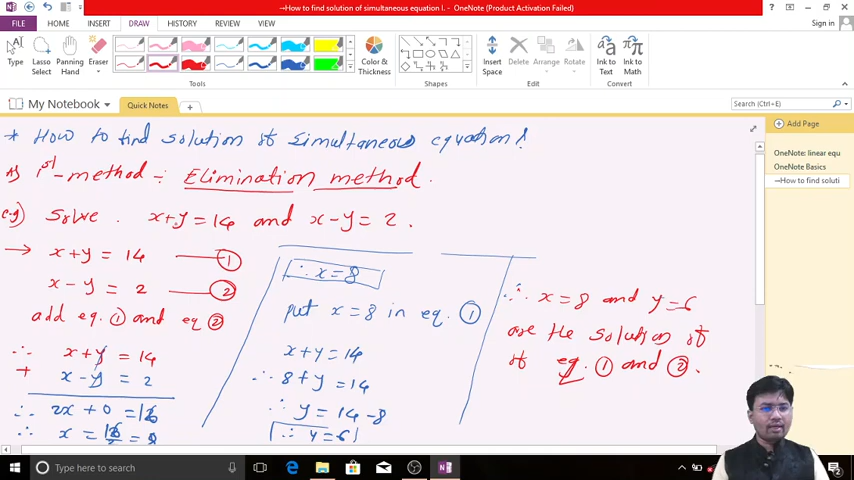 →How to find solution of simultaneous equation I. - OneNote (Product Activation Failed)
FILE HOME INSERT DRAW HISTORY REVIEW VIEW
Sign in
Type Lasso Select Panning Hand Eraser Color & Thickness Insert Space Delete Arrange Rotate Ink to Text Ink to Math
Tools Shapes Edit Convert
My Notebook Quick Notes Search (Ctrl+E)
Add Page
OneNote: linear equ
OneNote Basics
→How to find soluti
* How to find solution of simultaneous equation?
1st - method ÷ Elimination method.
e.g) Solve. x+y=14 and x-y=2.
→ x+y = 14 — ①
x-y = 2 — ②
add eq. ① and eq ②
∴ x+y = 14
+ x-y = 2
∴ 2x + 0 = 16
∴ x = 16/2 = 8
∴ x=8
put x=8 in eq. ①
x+y=14
∴ 8+y=14
∴ y = 14-8
∴ y=6
∴ x=8 and y=6
are the solution of
of eq. ① and ②.
Type here to search